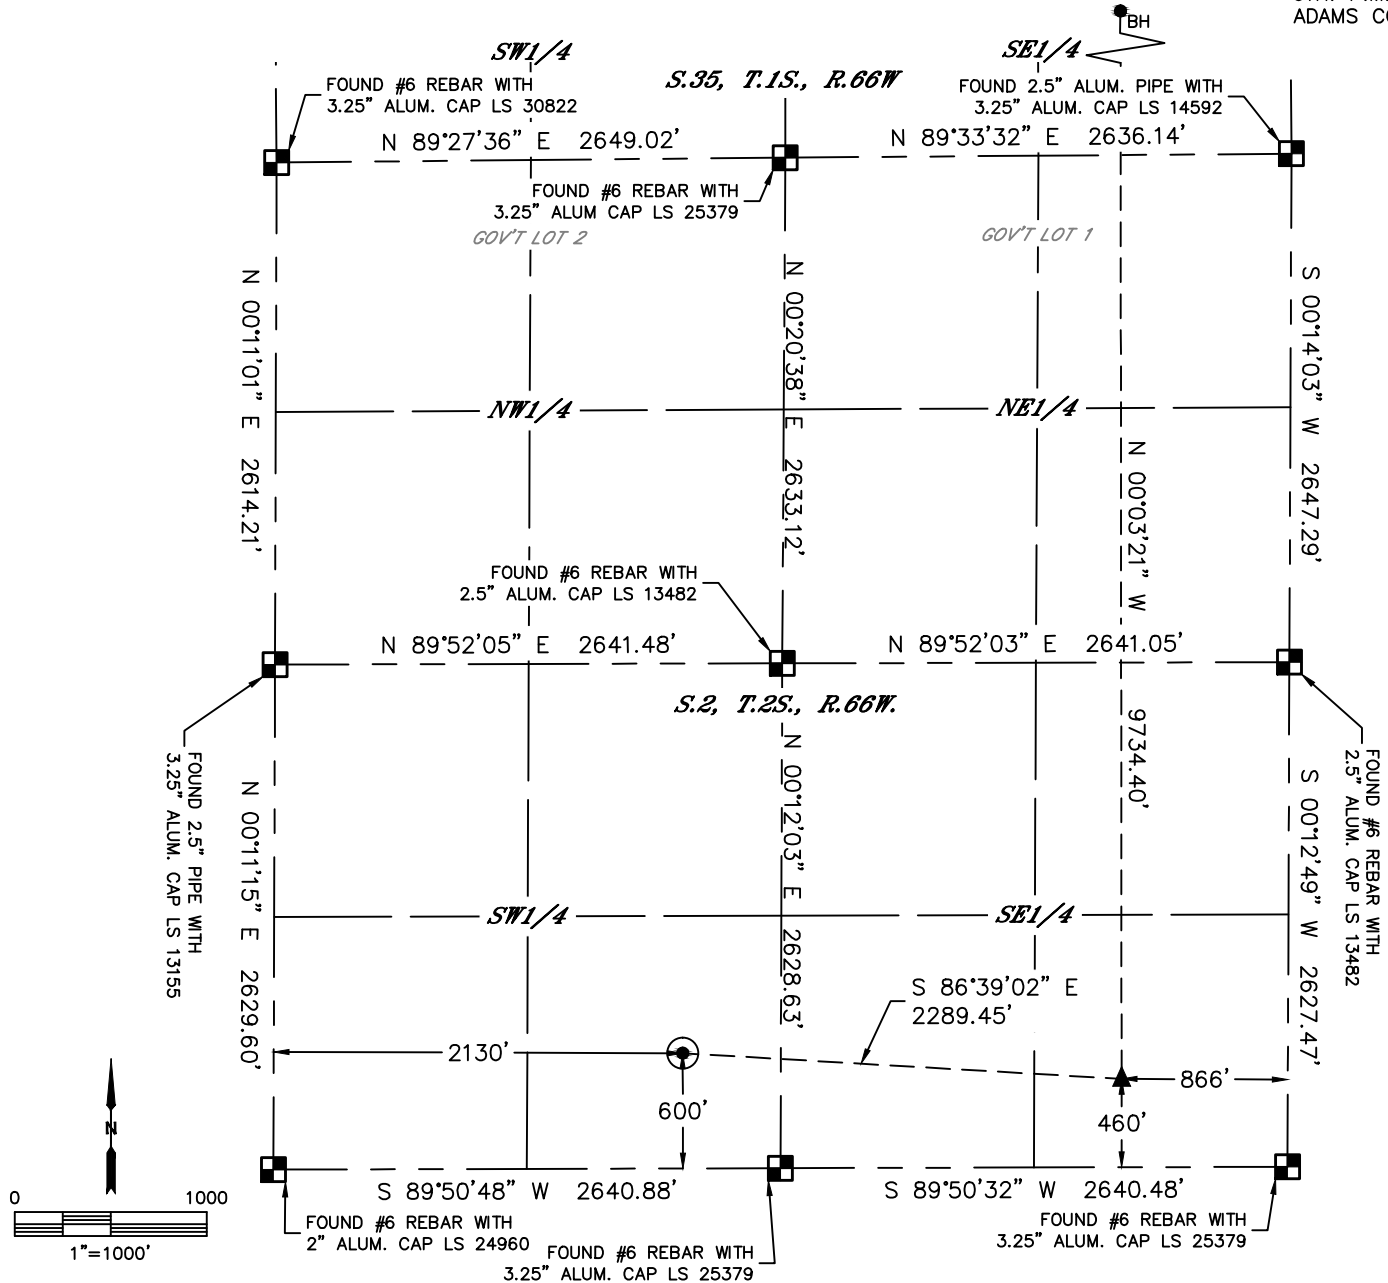 ADAMS CO
BH
SW1/4
SE1/4
S.35, T.1S., R.66W
FOUND #6 REBAR WITH
3.25" ALUM. CAP LS 30822
FOUND 2.5" ALUM. PIPE WITH
3.25" ALUM. CAP LS 14592
N 89°27'36" E 2649.02'
N 89°33'32" E 2636.14'
FOUND #6 REBAR WITH
3.25" ALUM CAP LS 25379
GOV'T LOT 2
GOV'T LOT 1
N 00°11'01" E 2614.21'
N 00°20'38" E 2633.12'
S 00°14'03" W 2647.29'
NW1/4
NE1/4
N 00°03'21" W 9734.40'
FOUND #6 REBAR WITH
2.5" ALUM. CAP LS 13482
N 89°52'05" E 2641.48'
N 89°52'03" E 2641.05'
S.2, T.2S., R.66W.
FOUND 2.5" PIPE WITH
3.25" ALUM. CAP LS 13155
FOUND #6 REBAR WITH
2.5" ALUM. CAP LS 13482
N 00°11'15" E 2629.60'
N 00°12'03" E 2628.63'
S 00°12'49" W 2627.47'
SW1/4
SE1/4
S 86°39'02" E
2289.45'
2130'
866'
600'
460'
N
0 1000
1"=1000'
S 89°50'48" W 2640.88'
S 89°50'32" W 2640.48'
FOUND #6 REBAR WITH
2" ALUM. CAP LS 24960
FOUND #6 REBAR WITH
3.25" ALUM. CAP LS 25379
FOUND #6 REBAR WITH
3.25" ALUM. CAP LS 25379